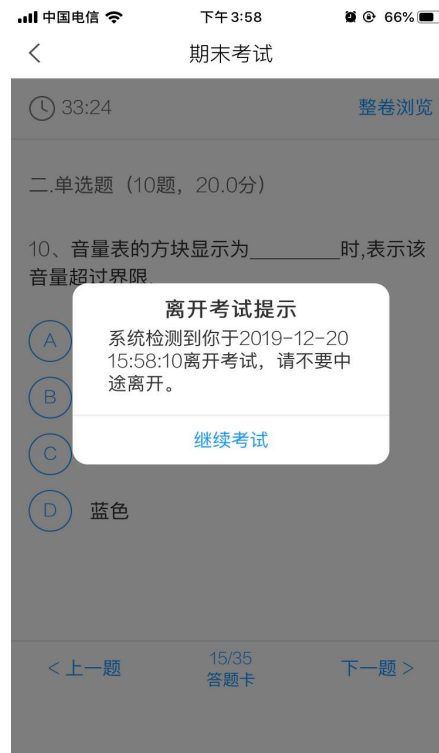 中国电信 下午3:58 66%
< 期末考试
33:24 整卷浏览
二.单选题（10题，20.0分）
10、音量表的方块显示为________时,表示该
音量超过界限.
离开考试提示
系统检测到你于2019-12-20
15:58:10离开考试，请不要中
途离开。
继续考试
A
B
C
D 蓝色
<上一题 15/35 下一题>
答题卡